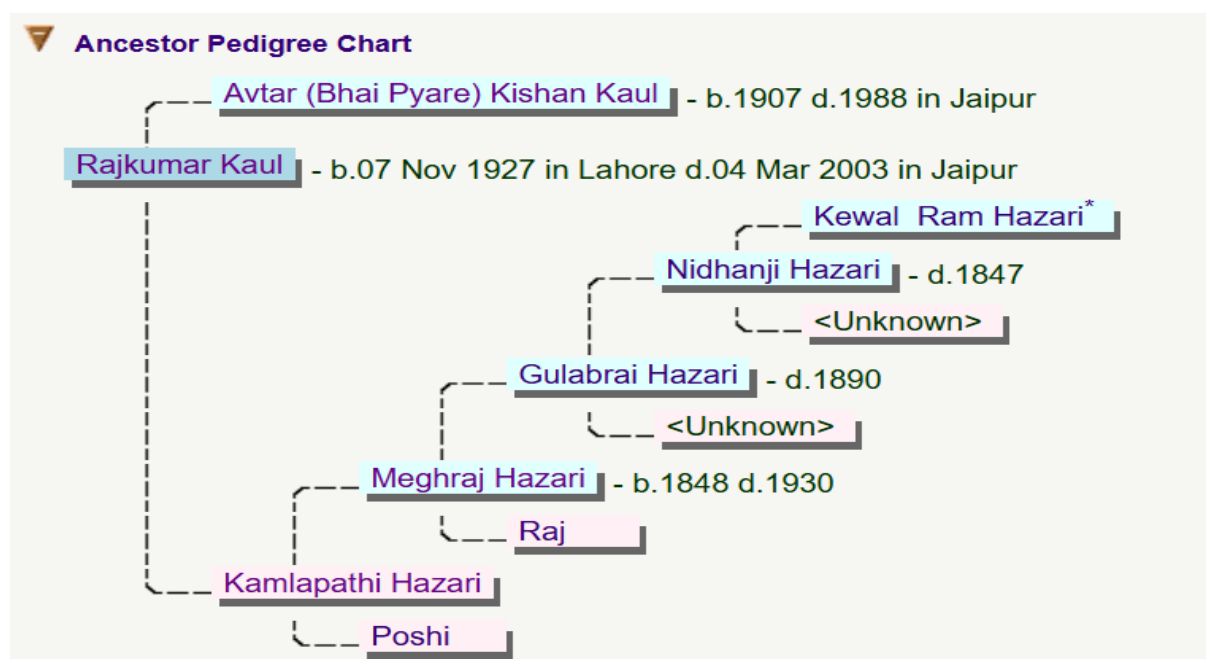 Ancestor Pedigree Chart
Avtar (Bhai Pyare) Kishan Kaul - b.1907 d.1988 in Jaipur
Rajkumar Kaul - b.07 Nov 1927 in Lahore d.04 Mar 2003 in Jaipur
Kewal Ram Hazari*
Nidhanji Hazari - d.1847
<Unknown>
Gulabrai Hazari - d.1890
<Unknown>
Meghraj Hazari - b.1848 d.1930
Raj
Kamlapathi Hazari
Poshi